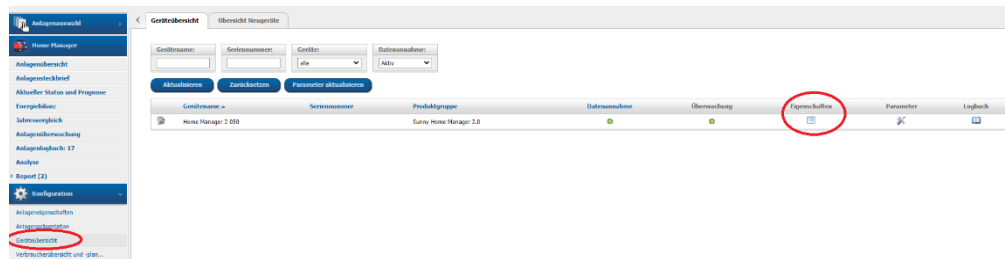 Anlagenauswahl
Home Manager
Anlagenübersicht
Anlagensteckbrief
Aktueller Status und Prognose
Energiebilanz
Jahresvergleich
Anlagenüberwachung
Anlagenlogbuch: 17
Analyse
Report (2)
Konfiguration
Anlageneigenschaften
Anlagenpräsentation
Geräteübersicht
Verbraucherübersicht und -plan...
Geräteübersicht Übersicht Neugeräte
Gerätename: Seriennummer: Geräte: Datenannahme:
alle Aktiv
Aktualisieren Zurücksetzen Parameter aktualisieren
Gerätename Seriennummer Produktgruppe Datenannahme Überwachung Eigenschaften Parameter Logbuch
Home Manager 2 050 Sunny Home Manager 2.0